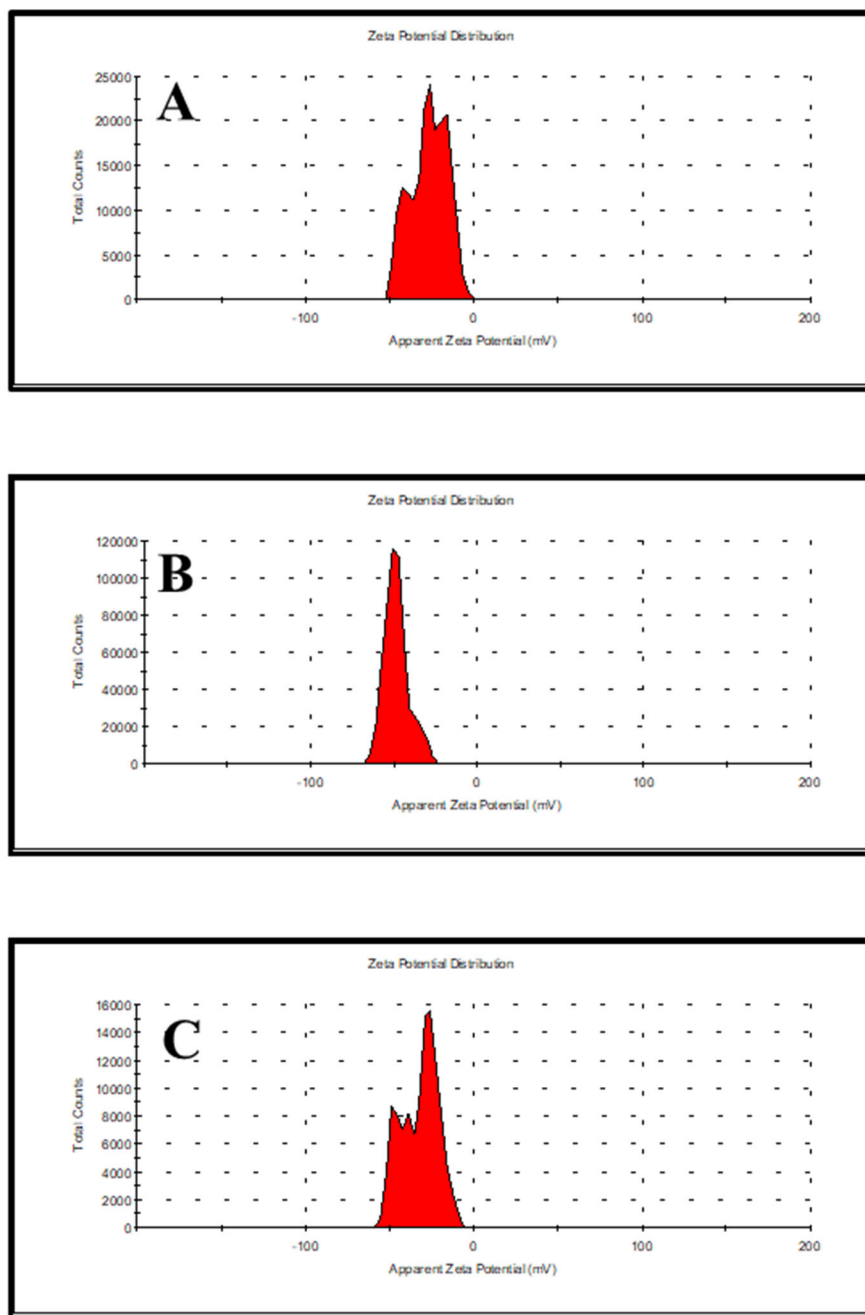 Zeta Potential Distribution
A
25000
20000
15000
10000
5000
0
Total Counts
-100 0 100 200
Apparent Zeta Potential (mV)
Zeta Potential Distribution
B
120000
100000
80000
60000
40000
20000
0
Total Counts
-100 0 100 200
Apparent Zeta Potential (mV)
Zeta Potential Distribution
C
16000
14000
12000
10000
8000
6000
4000
2000
0
Total Counts
-100 0 100 200
Apparent Zeta Potential (mV)